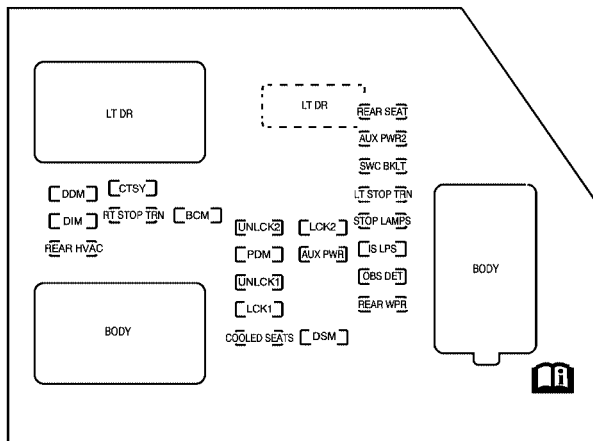 LT DR
LT DR
REAR SEAT
AUX PWR2
SWC BKLT
DDM
CTSY
LT STOP TRN
DIM
RT STOP TRN
BCM
STOP LAMPS
UNLCK2
LCK2
REAR HVAC
PDM
AUX PWR
IS LPS
BODY
UNLCK1
OBS DET
LCK1
REAR WPR
BODY
COOLED SEATS
DSM
i